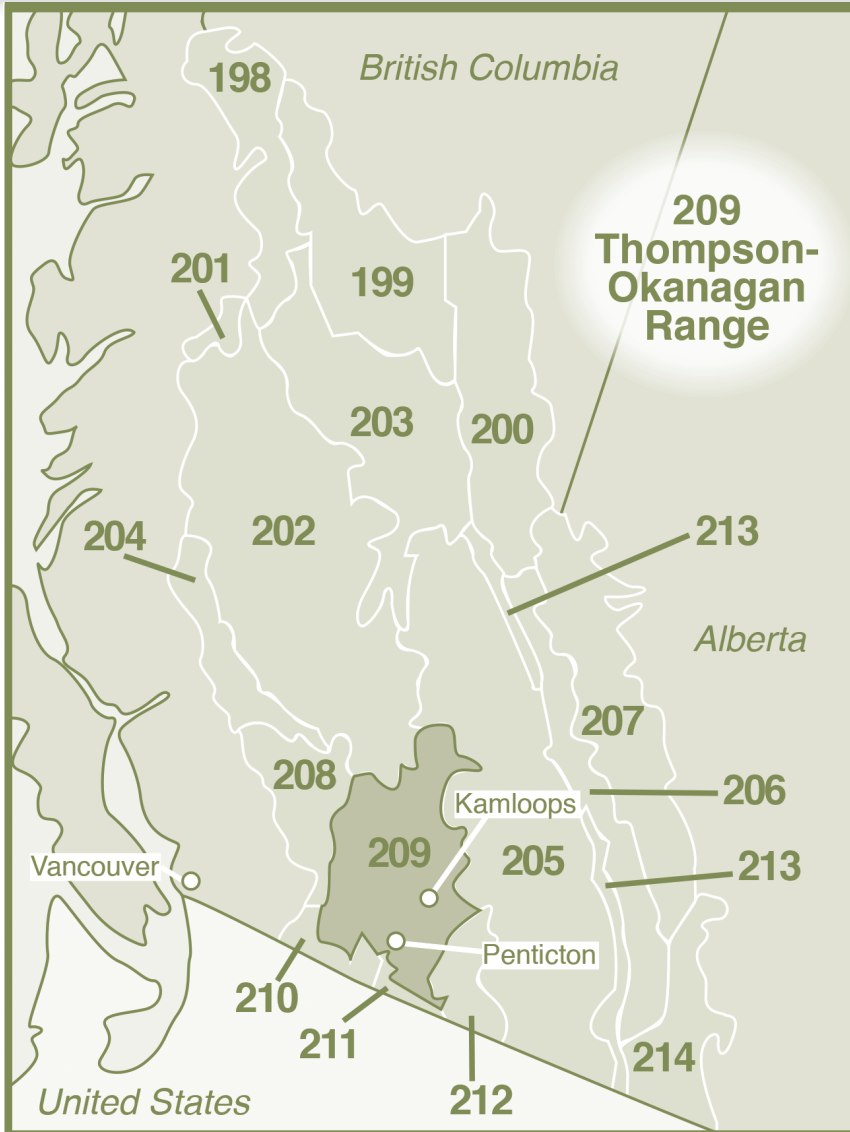 198
British Columbia
209
Thompson-
Okanagan
Range
201
199
203
200
204
202
213
Alberta
207
208
206
Kamloops
209
205
213
Vancouver
Penticton
210
211
214
212
United States